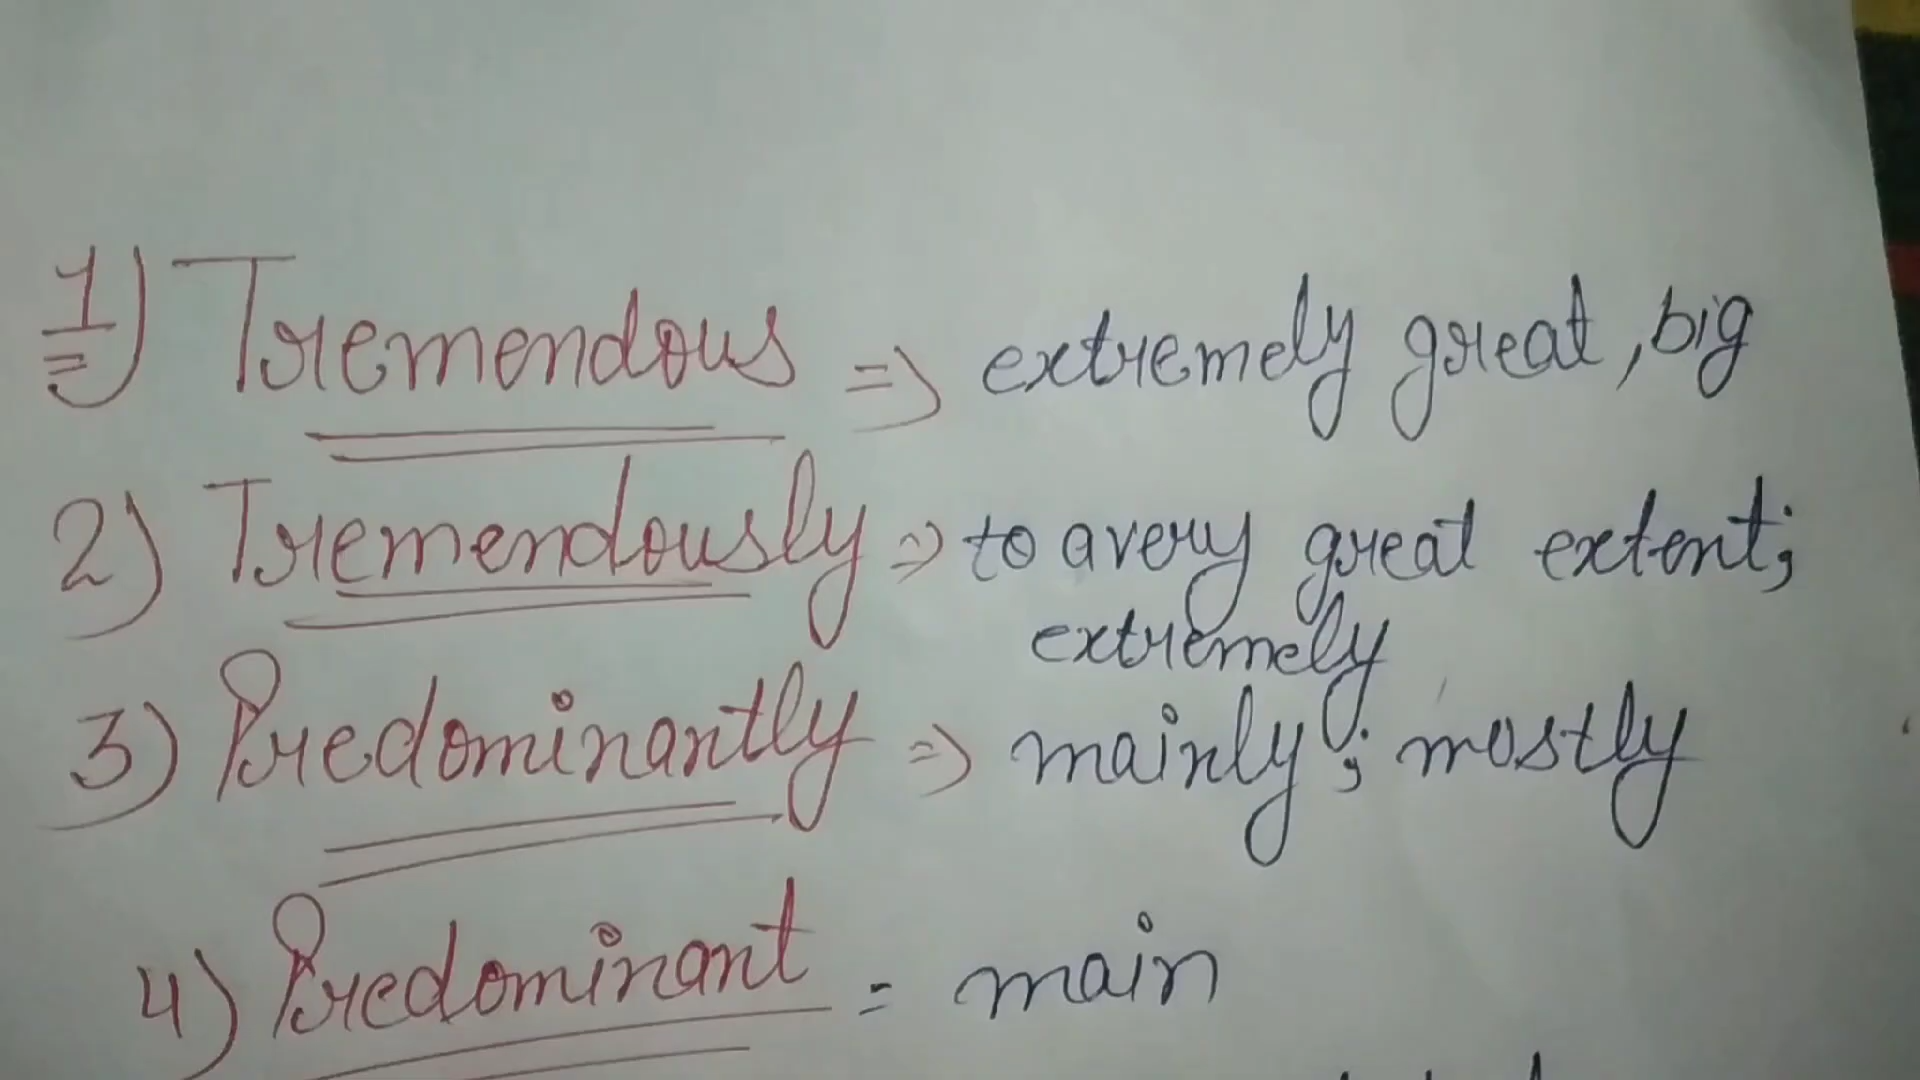 1) Tremendous => extremely great, big
2) Tremendously => to a very great extent;
extremely
3) Predominantly => mainly; mostly
4) Predominant = main